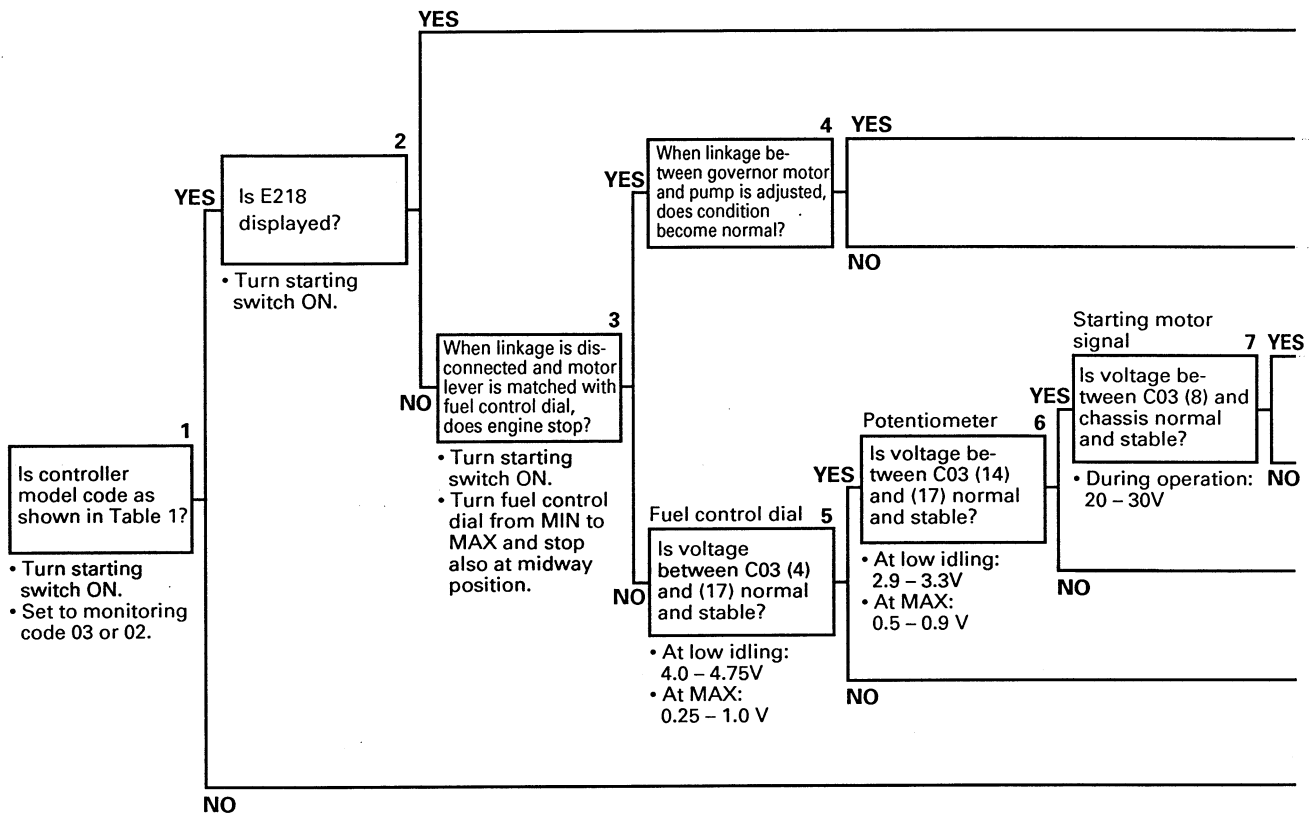 YES
2
YES
Is E218
displayed?
• Turn starting
switch ON.
4
YES
YES
When linkage be-
tween governor motor
and pump is adjusted,
does condition
become normal?
NO
3
NO
When linkage is dis-
connected and motor
lever is matched with
fuel control dial,
does engine stop?
• Turn starting
switch ON.
• Turn fuel control
dial from MIN to
MAX and stop
also at midway
position.
1
Is controller
model code as
shown in Table 1?
• Turn starting
switch ON.
• Set to monitoring
code 03 or 02.
Fuel control dial
5
NO
Is voltage
between C03 (4)
and (17) normal
and stable?
• At low idling:
4.0 – 4.75V
• At MAX:
0.25 – 1.0 V
Potentiometer
6
YES
Is voltage be-
tween C03 (14)
and (17) normal
and stable?
• At low idling:
2.9 – 3.3V
• At MAX:
0.5 – 0.9 V
NO
Starting motor
signal
7
YES
YES
Is voltage be-
tween C03 (8) and
chassis normal
and stable?
• During operation:
20 – 30V
NO
NO
NO